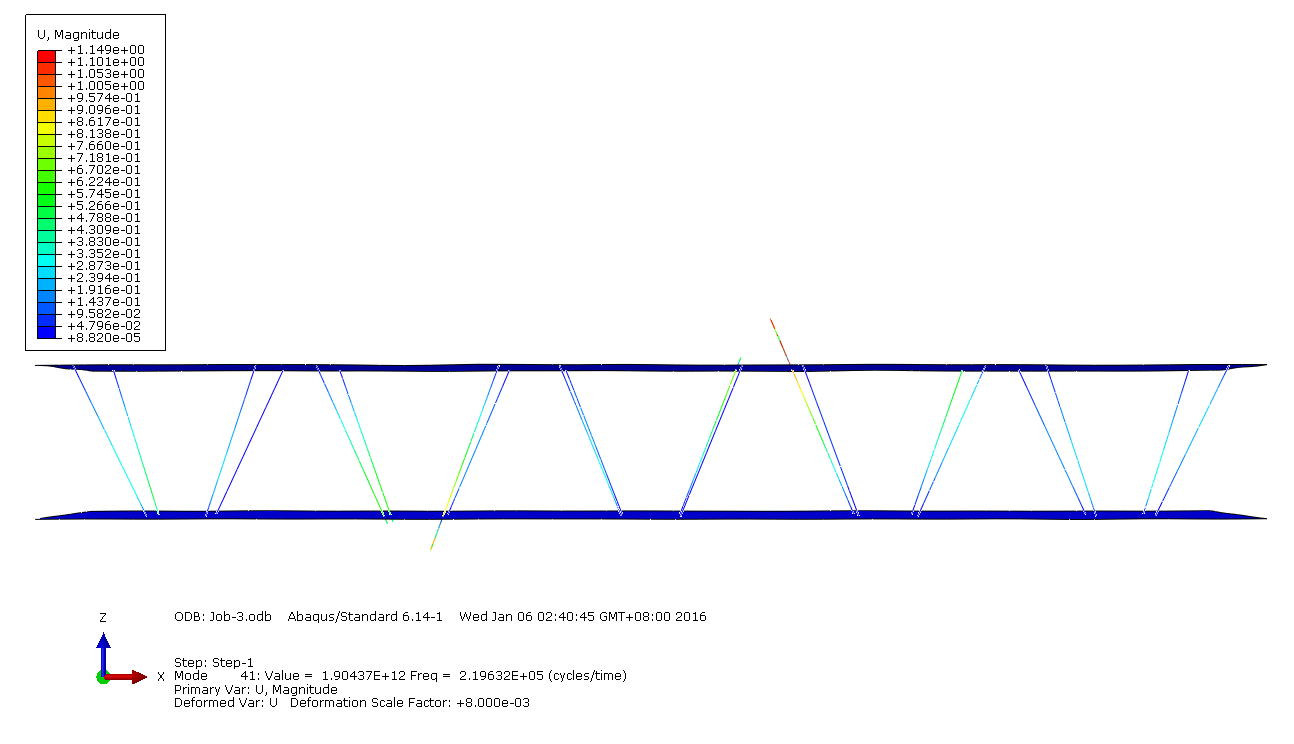 U, Magnitude
+1.149e+00
+1.101e+00
+1.053e+00
+1.005e+00
+9.574e-01
+9.096e-01
+8.617e-01
+8.138e-01
+7.660e-01
+7.181e-01
+6.702e-01
+6.224e-01
+5.745e-01
+5.266e-01
+4.788e-01
+4.309e-01
+3.830e-01
+3.352e-01
+2.873e-01
+2.394e-01
+1.916e-01
+1.437e-01
+9.582e-02
+4.796e-02
+8.820e-05
ODB: Job-3.odb    Abaqus/Standard 6.14-1    Wed Jan 06 02:40:45 GMT+08:00 2016
Z
X
Step: Step-1
Mode        41: Value =  1.90437E+12 Freq =  2.19632E+05 (cycles/time)
Primary Var: U, Magnitude
Deformed Var: U   Deformation Scale Factor: +8.000e-03